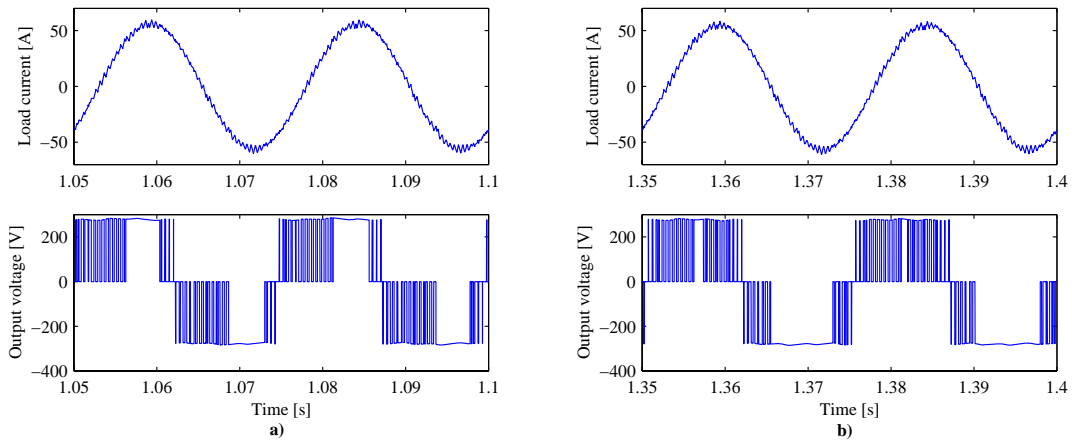 Load current [A]
50
0
−50
1.05 1.06 1.07 1.08 1.09 1.1
Output voltage [V]
200
0
−200
−400
1.05 1.06 1.07 1.08 1.09 1.1
Time [s]
a)
Load current [A]
50
0
−50
1.35 1.36 1.37 1.38 1.39 1.4
Output voltage [V]
200
0
−200
−400
1.35 1.36 1.37 1.38 1.39 1.4
Time [s]
b)